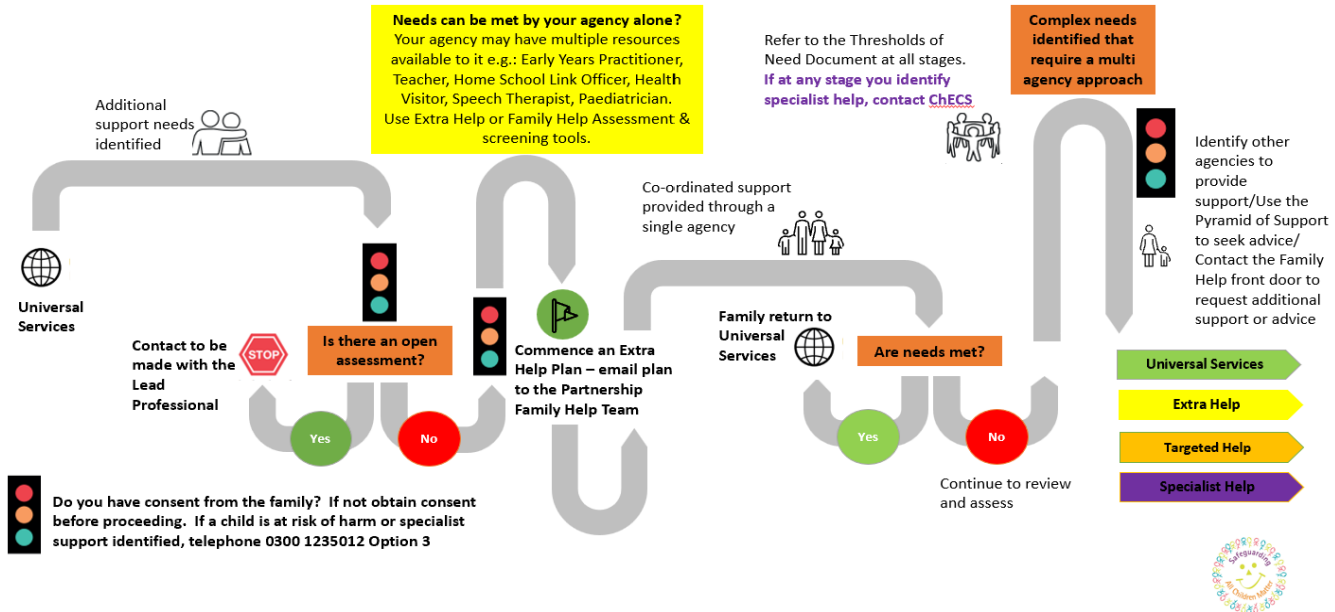 Needs can be met by your agency alone?
Your agency may have multiple resources
available to it e.g.: Early Years Practitioner,
Teacher, Home School Link Officer, Health
Visitor, Speech Therapist, Paediatrician.
Use Extra Help or Family Help Assessment &
screening tools.
Refer to the Thresholds of
Need Document at all stages.
If at any stage you identify
specialist help, contact ChECS
Complex needs
identified that
require a multi
agency approach
Additional
support needs
identified
Identify other
agencies to
provide
support/Use the
Pyramid of Support
to seek advice/
Contact the Family
Help front door to
request additional
support or advice
Co-ordinated support
provided through a
single agency
Universal
Services
Contact to be
made with the
Lead
Professional
STOP
Is there an open
assessment?
Yes
No
Commence an Extra
Help Plan – email plan
to the Partnership
Family Help Team
Family return to
Universal
Services
Are needs met?
Yes
No
Continue to review
and assess
Universal Services
Extra Help
Targeted Help
Specialist Help
Do you have consent from the family? If not obtain consent
before proceeding. If a child is at risk of harm or specialist
support identified, telephone 0300 1235012 Option 3
Safeguarding
All Children Matter